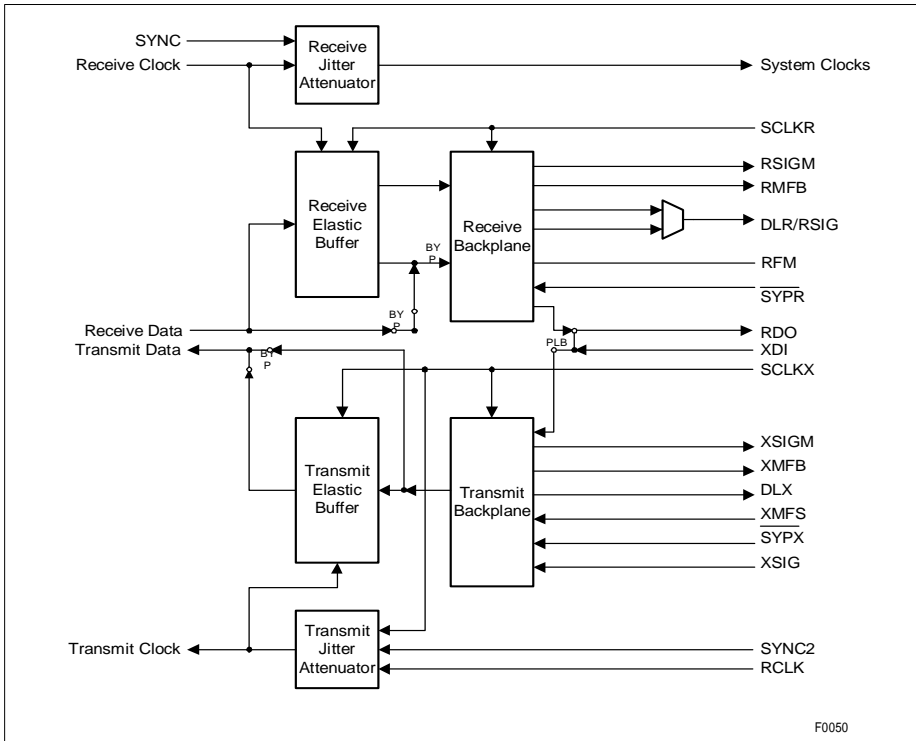 SYNC
Receive Clock
Receive
Jitter
Attenuator
System Clocks
SCLKR
Receive
Elastic
Buffer
Receive
Backplane
RSIGM
RMFB
DLR/RSIG
RFM
SYPR
BY
P
BY
P
Receive Data
Transmit Data
BY
P
PLB
RDO
XDI
SCLKX
Transmit
Elastic
Buffer
Transmit
Backplane
XSIGM
XMFB
DLX
XMFS
SYPX
XSIG
Transmit Clock
Transmit
Jitter
Attenuator
SYNC2
RCLK
F0050